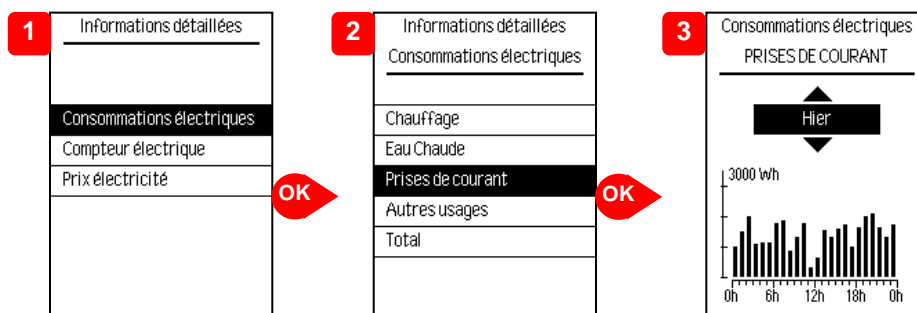 1
Informations détaillées
Consommations électriques
Compteur électrique
Prix électricité
OK
2
Informations détaillées
Consommations électriques
Chauffage
Eau Chaude
Prises de courant
Autres usages
Total
OK
3
Consommations électriques
PRISES DE COURANT
Hier
3000 Wh
0h 6h 12h 18h 0h